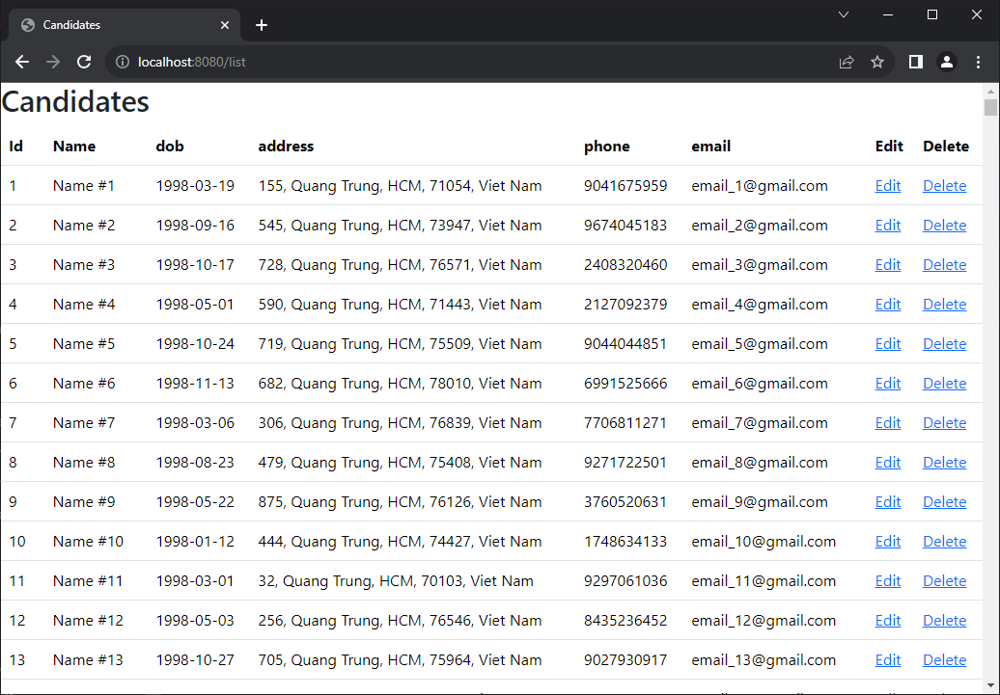 Candidates
localhost:8080/list
Candidates
Id Name dob address phone email Edit Delete
1 Name #1 1998-03-19 155, Quang Trung, HCM, 71054, Viet Nam 9041675959 email_1@gmail.com Edit Delete
2 Name #2 1998-09-16 545, Quang Trung, HCM, 73947, Viet Nam 9674045183 email_2@gmail.com Edit Delete
3 Name #3 1998-10-17 728, Quang Trung, HCM, 76571, Viet Nam 2408320460 email_3@gmail.com Edit Delete
4 Name #4 1998-05-01 590, Quang Trung, HCM, 71443, Viet Nam 2127092379 email_4@gmail.com Edit Delete
5 Name #5 1998-10-24 719, Quang Trung, HCM, 75509, Viet Nam 9044044851 email_5@gmail.com Edit Delete
6 Name #6 1998-11-13 682, Quang Trung, HCM, 78010, Viet Nam 6991525666 email_6@gmail.com Edit Delete
7 Name #7 1998-03-06 306, Quang Trung, HCM, 76839, Viet Nam 7706811271 email_7@gmail.com Edit Delete
8 Name #8 1998-08-23 479, Quang Trung, HCM, 75408, Viet Nam 9271722501 email_8@gmail.com Edit Delete
9 Name #9 1998-05-22 875, Quang Trung, HCM, 76126, Viet Nam 3760520631 email_9@gmail.com Edit Delete
10 Name #10 1998-01-12 444, Quang Trung, HCM, 74427, Viet Nam 1748634133 email_10@gmail.com Edit Delete
11 Name #11 1998-03-01 32, Quang Trung, HCM, 70103, Viet Nam 9297061036 email_11@gmail.com Edit Delete
12 Name #12 1998-05-03 256, Quang Trung, HCM, 76546, Viet Nam 8435236452 email_12@gmail.com Edit Delete
13 Name #13 1998-10-27 705, Quang Trung, HCM, 75964, Viet Nam 9027930917 email_13@gmail.com Edit Delete